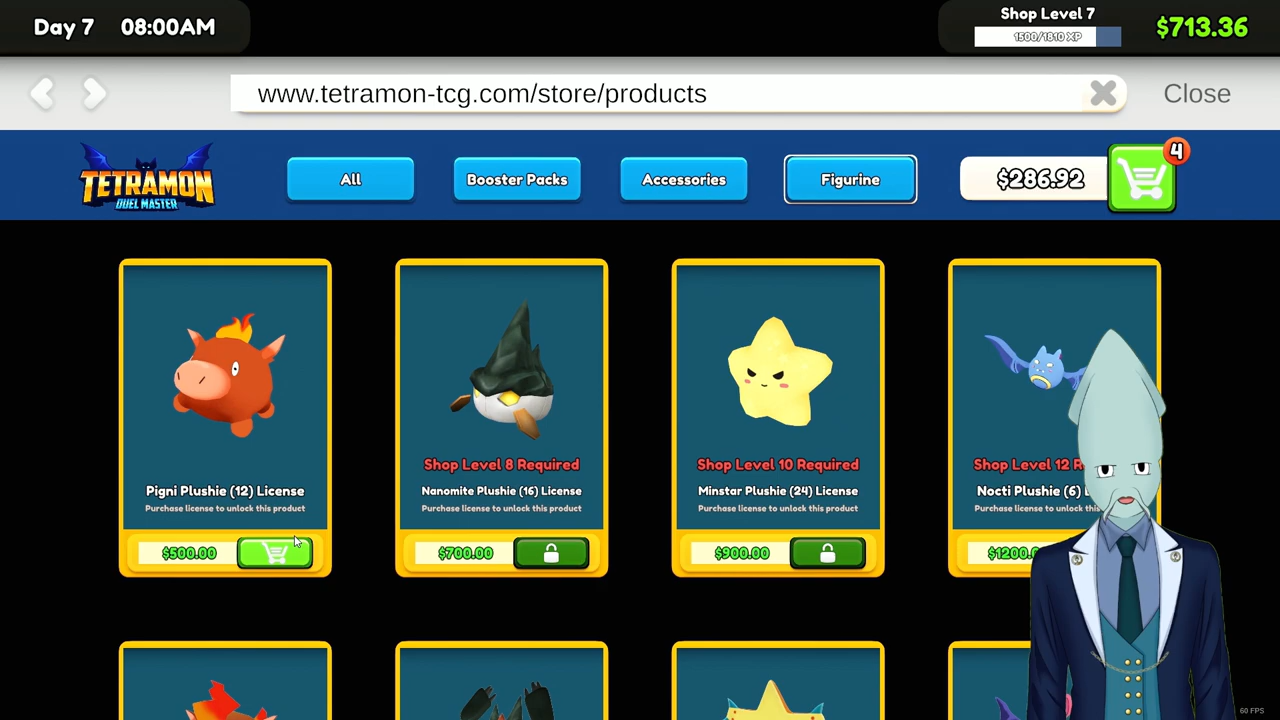 Day 7 08:00AM
Shop Level 7
1500/1810 XP
$713.36
www.tetramon-tcg.com/store/products
Close
TETRAMON
DUEL MASTER
All
Booster Packs
Accessories
Figurine
$286.92
4
Pigni Plushie (12) License
Purchase license to unlock this product
$500.00
Shop Level 8 Required
Nanomite Plushie (16) License
Purchase license to unlock this product
$700.00
Shop Level 10 Required
Minstar Plushie (24) License
Purchase license to unlock this product
$900.00
Shop Level 12
Nocti Plushie (6)
Purchase license to unlock
$1200.0
60 FPS